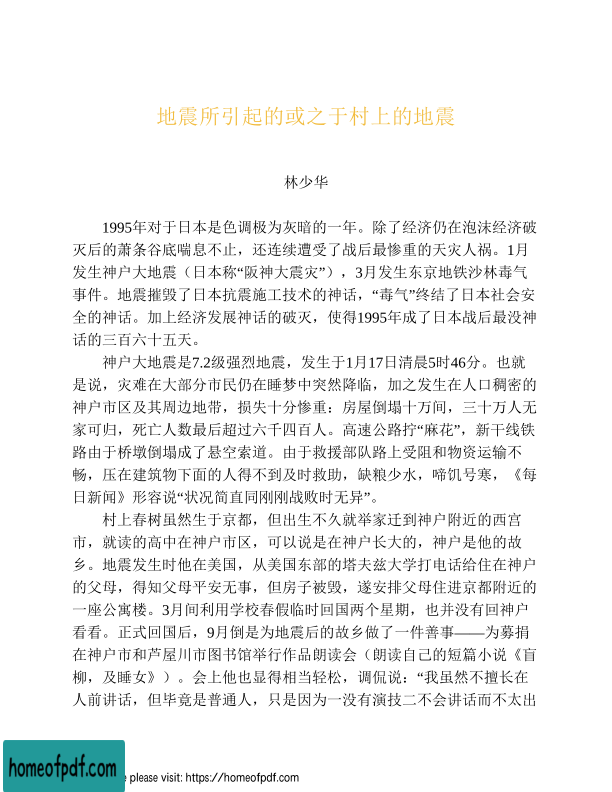 地震所引起的或之于村上的地震
林少华
1995年对于日本是色调极为灰暗的一年。除了经济仍在泡沫经济破
灭后的萧条谷底喘息不止，还连续遭受了战后最惨重的天灾人祸。1月
发生神户大地震（日本称“阪神大震灾”），3月发生东京地铁沙林毒气
事件。地震摧毁了日本抗震施工技术的神话，“毒气”终结了日本社会安
全的神话。加上经济发展神话的破灭，使得1995年成了日本战后最没神
话的三百六十五天。
神户大地震是7.2级强烈地震，发生于1月17日清晨5时46分。也就
是说，灾难在大部分市民仍在睡梦中突然降临，加之发生在人口稠密的
神户市区及其周边地带，损失十分惨重：房屋倒塌十万间，三十万人无
家可归，死亡人数最后超过六千四百人。高速公路拧“麻花”，新干线铁
路由于桥墩倒塌成了悬空索道。由于救援部队路上受阻和物资运输不
畅，压在建筑物下面的人得不到及时救助，缺粮少水，啼饥号寒，《每
日新闻》形容说“状况简直同刚刚战败时无异”。
村上春树虽然生于京都，但出生不久就举家迁到神户附近的西宫
市，就读的高中在神户市区，可以说是在神户长大的，神户是他的故
乡。地震发生时他在美国，从美国东部的塔夫兹大学打电话给住在神户
的父母，得知父母平安无事，但房子被毁，遂安排父母住进京都附近的
一座公寓楼。3月间利用学校春假临时回国两个星期，也并没有回神户
看看。正式回国后，9月倒是为地震后的故乡做了一件善事——为募捐
在神户市和芦屋川市图书馆举行作品朗读会（朗读自己的短篇小说《盲
柳，及睡女》）。会上他也显得相当轻松，调侃说：“我虽然不擅长在
人前讲话，但毕竟是普通人，只是因为一没有演技二不会讲话而不太出
homeofpdf.com
e please visit: https://homeofpdf.com